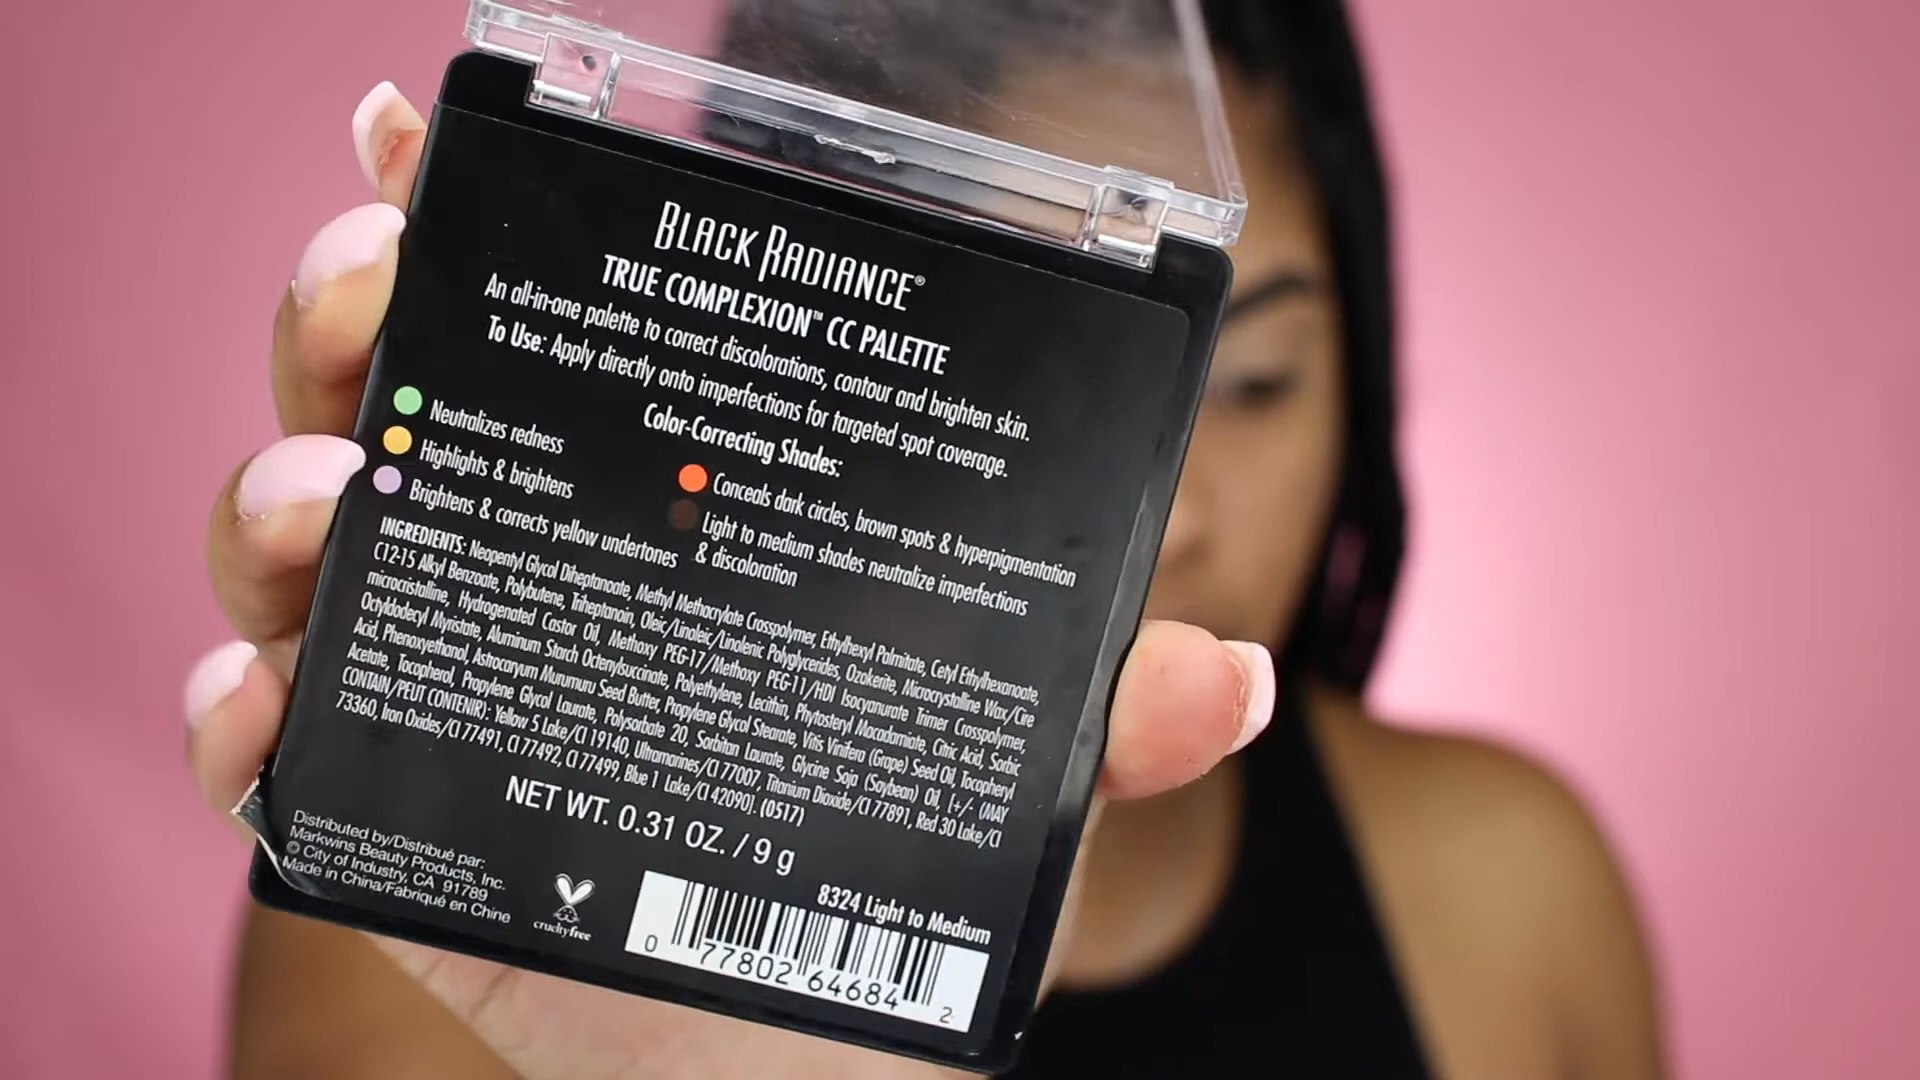 BLACK RADIANCE®
TRUE COMPLEXION™ CC PALETTE
An all-in-one palette to correct discolorations, contour and brighten skin.
To Use: Apply directly onto imperfections for targeted spot coverage.
Color-Correcting Shades:
Neutralizes redness
Highlights & brightens
Brightens & corrects yellow undertones
Conceals dark circles, brown spots & hyperpigmentation
Light to medium shades neutralize imperfections
& discoloration
INGREDIENTS: Neopentyl Glycol Diheptanoate, Methyl Methacrylate Crosspolymer, Ethylhexyl Palmitate, Cetyl Ethylhexanoate,
C12-15 Alkyl Benzoate, Polybutene, Triheptanoin, Oleic/Linoleic/Linolenic Polyglycerides, Ozokerite, Microcrystalline Wax/Cire
microcristalline, Hydrogenated Castor Oil, Methoxy PEG-17/Methoxy PEG-11/HDI Isocyanurate Trimer Crosspolymer,
Octyldodecyl Myristate, Aluminum Starch Octenylsuccinate, Polyethylene, Lecithin, Phytosteryl Macadamiate, Citric Acid, Sorbic
Acid, Phenoxyethanol, Astrocaryum Murumuru Seed Butter, Propylene Glycol Stearate, Vitis Vinifera (Grape) Seed Oil, Tocopheryl
Acetate, Tocopherol, Propylene Glycol Laurate, Polysorbate 20, Sorbitan Laurate, Glycine Soja (Soybean) Oil, [+/- (MAY
CONTAIN/PEUT CONTENIR): Yellow 5 Lake/CI 19140, Ultramarines/CI 77007, Titanium Dioxide/CI 77891, Red 30 Lake/CI
73360, Iron Oxides/CI 77491, CI 77492, CI 77499, Blue 1 Lake/CI 42090]. (0517)
NET WT. 0.31 OZ. / 9 g
Distributed by/Distribué par:
Markwins Beauty Products, Inc.
© City of Industry, CA 91789
Made in China/Fabriqué en Chine
crueltyfree
8324 Light to Medium
0 77802 64684 2